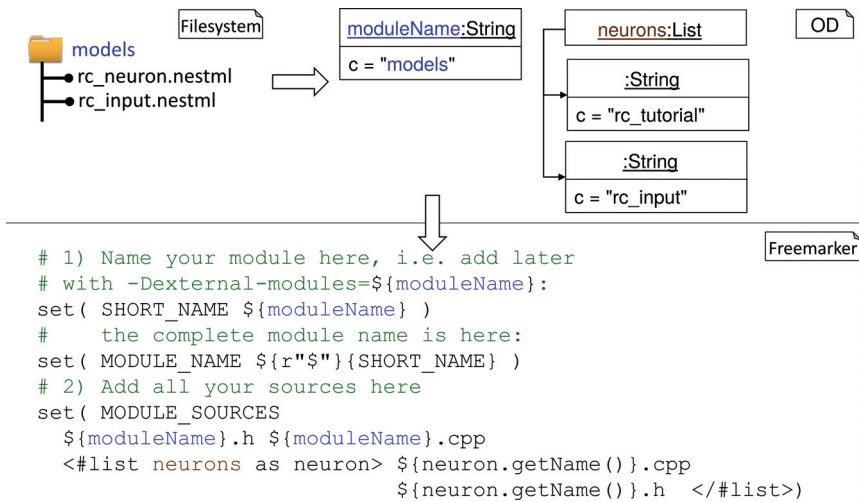 Filesystem
models
rc_neuron.nestml
rc_input.nestml
moduleName:String
c = "models"
neurons:List
:String
c = "rc_tutorial"
:String
c = "rc_input"
OD
Freemarker
# 1) Name your module here, i.e. add later
# with -Dexternal-modules=${moduleName}:
set( SHORT_NAME ${moduleName} )
#    the complete module name is here:
set( MODULE_NAME ${r"$"}{SHORT_NAME} )
# 2) Add all your sources here
set( MODULE_SOURCES
  ${moduleName}.h ${moduleName}.cpp
  <#list neurons as neuron> ${neuron.getName()}.cpp
                            ${neuron.getName()}.h  </#list>)